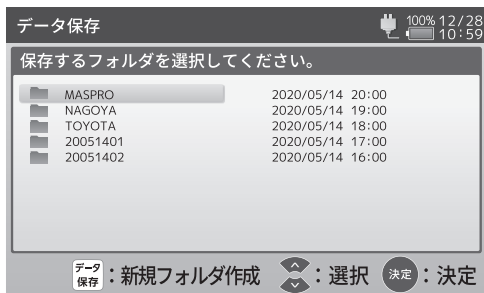 データ保存 100% 12/28
10:59
保存するフォルダを選択してください。
MASPRO 2020/05/14 20:00
NAGOYA 2020/05/14 19:00
TOYOTA 2020/05/14 18:00
20051401 2020/05/14 17:00
20051402 2020/05/14 16:00
データ保存：新規フォルダ作成 ：選択 決定：決定